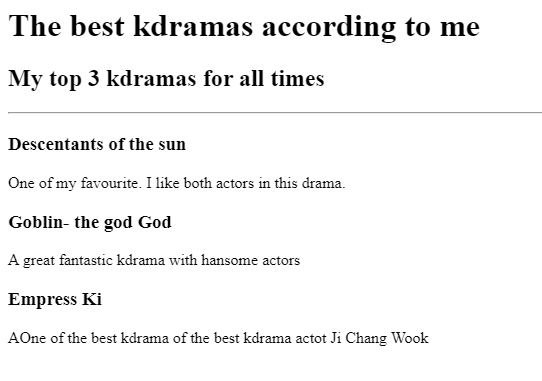 The best kdramas according to me
My top 3 kdramas for all times
Descentants of the sun
One of my favourite. I like both actors in this drama.
Goblin- the god God
A great fantastic kdrama with hansome actors
Empress Ki
AOne of the best kdrama of the best kdrama actot Ji Chang Wook